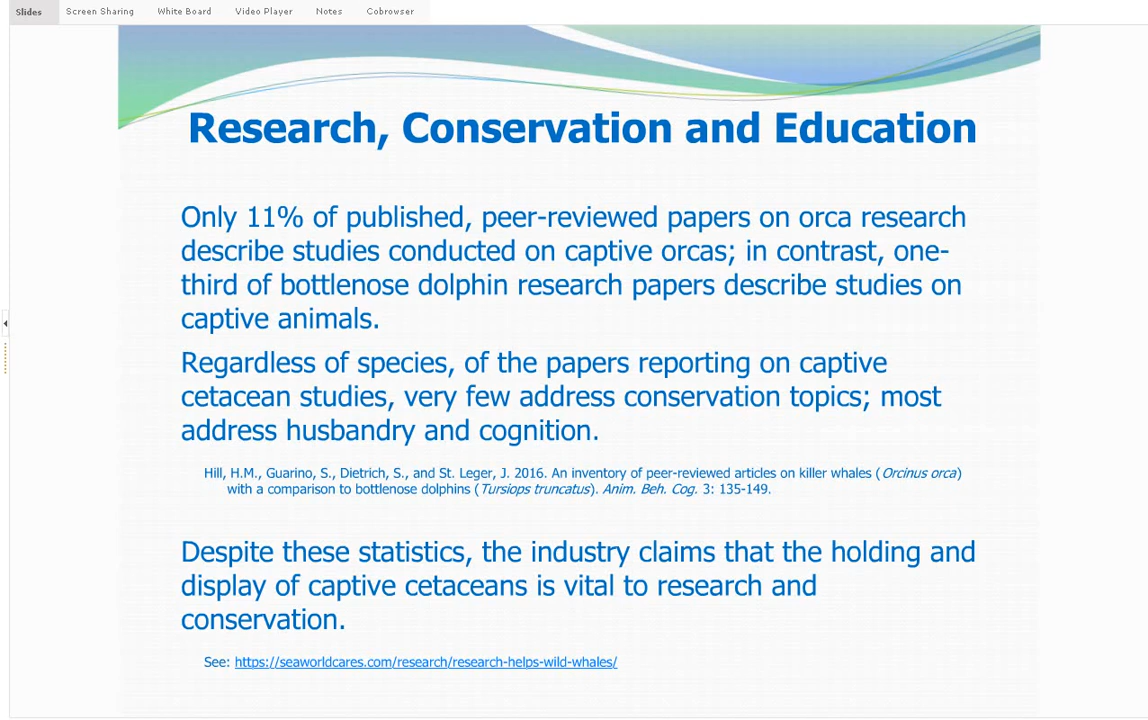 Slides Screen Sharing White Board Video Player Notes Cobrowser
Research, Conservation and Education
Only 11% of published, peer-reviewed papers on orca research
describe studies conducted on captive orcas; in contrast, one-
third of bottlenose dolphin research papers describe studies on
captive animals.
Regardless of species, of the papers reporting on captive
cetacean studies, very few address conservation topics; most
address husbandry and cognition.
Hill, H.M., Guarino, S., Dietrich, S., and St. Leger, J. 2016. An inventory of peer-reviewed articles on killer whales (Orcinus orca)
with a comparison to bottlenose dolphins (Tursiops truncatus). Anim. Beh. Cog. 3: 135-149.
Despite these statistics, the industry claims that the holding and
display of captive cetaceans is vital to research and
conservation.
See: https://seaworldcares.com/research/research-helps-wild-whales/